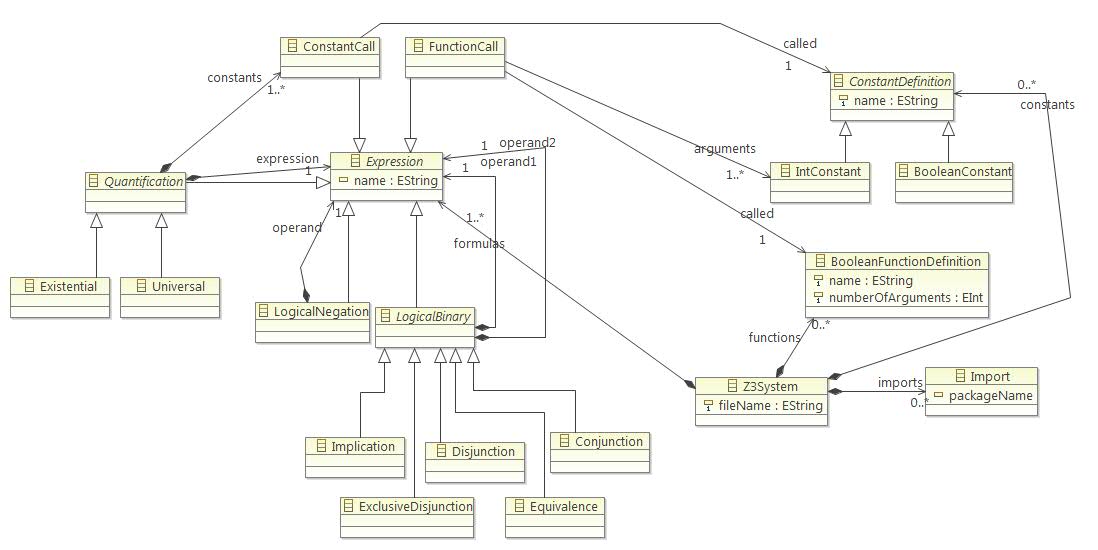 ConstantCall
FunctionCall
called
1
constants
1..*
ConstantDefinition
name : EString
0..*
constants
expression
1
Expression
name : EString
1
operand2
operand1
1
arguments
1..*
IntConstant
BooleanConstant
Quantification
operand
1
1..*
formulas
called
1
BooleanFunctionDefinition
name : EString
numberOfArguments : EInt
Existential
Universal
LogicalNegation
LogicalBinary
functions
0..*
Z3System
fileName : EString
imports
0..*
Import
packageName
Implication
Disjunction
Conjunction
ExclusiveDisjunction
Equivalence